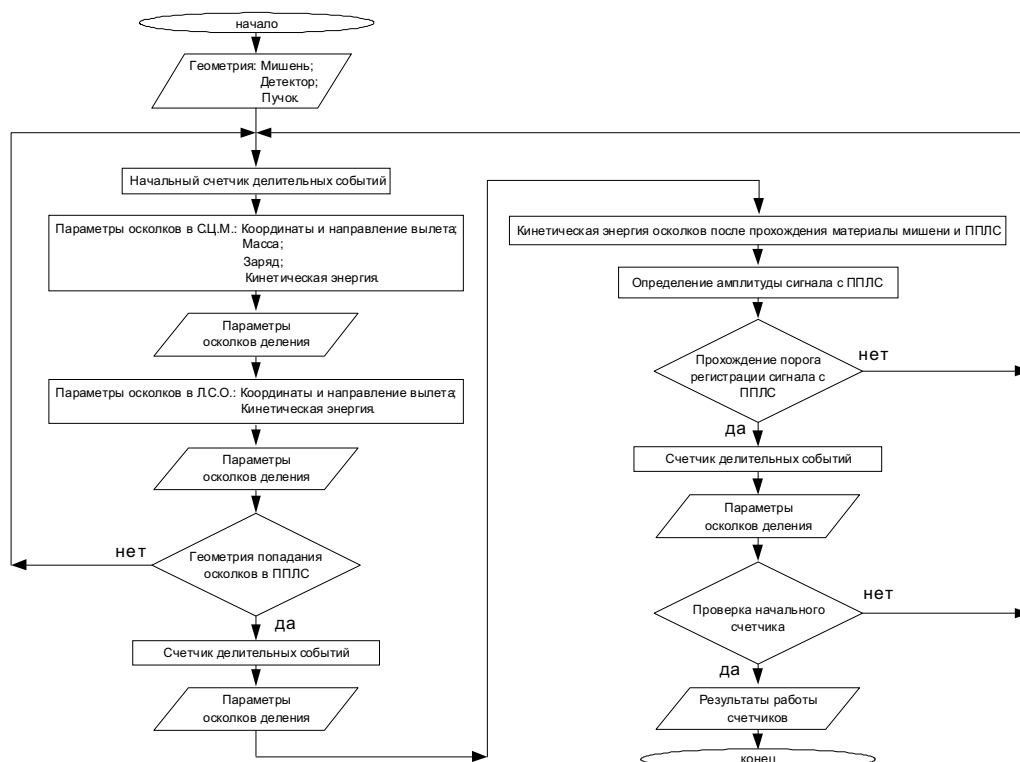 начало
Геометрия: Мишень;
Детектор;
Пучок.
Начальный счетчик делительных событий
Параметры осколков в С.Ц.М.: Координаты и направление вылета;
Масса;
Заряд;
Кинетическая энергия.
Параметры
осколков деления
Параметры осколков в Л.С.О.: Координаты и направление вылета;
Кинетическая энергия.
Параметры
осколков деления
Геометрия попадания
осколков в ППЛС
нет
да
Счетчик делительных событий
Параметры
осколков деления
Кинетическая энергия осколков после прохождения материалы мишени и ППЛС
Определение амплитуды сигнала с ППЛС
Прохождение порога
регистрации сигнала с
ППЛС
нет
да
Счетчик делительных событий
Параметры
осколков деления
Проверка начального
счетчика
нет
да
Результаты работы
счетчиков
конец